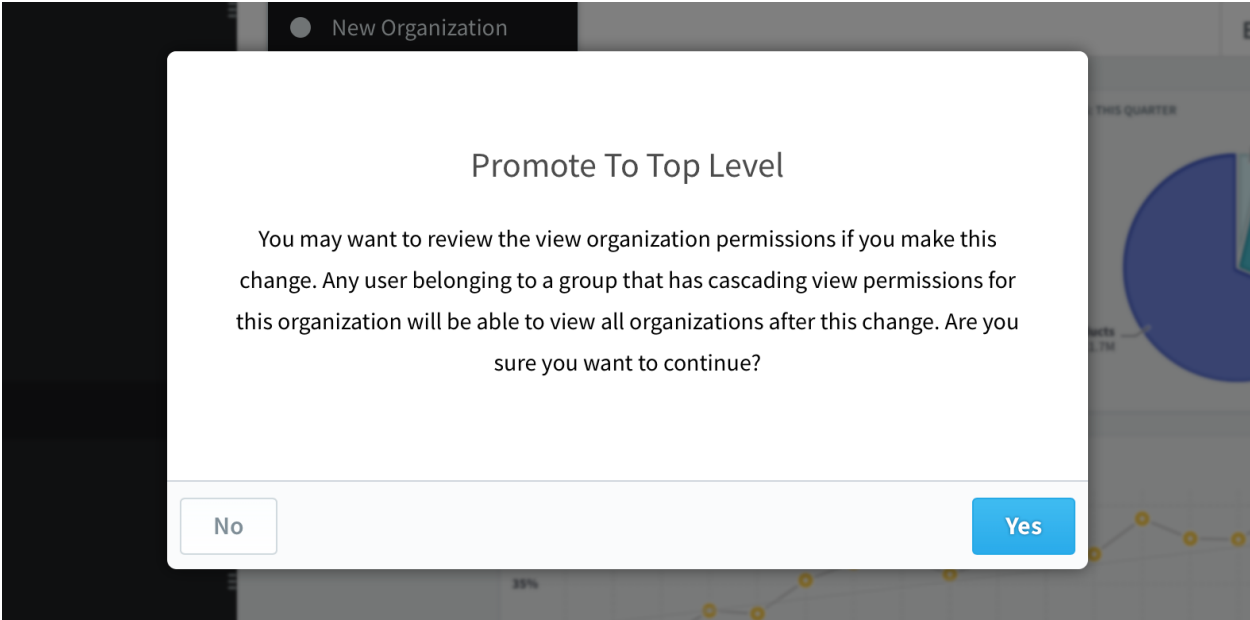 New Organization
THIS QUARTER
Promote To Top Level
You may want to review the view organization permissions if you make this
change. Any user belonging to a group that has cascading view permissions for
this organization will be able to view all organizations after this change. Are you
sure you want to continue?
No
Yes
35%